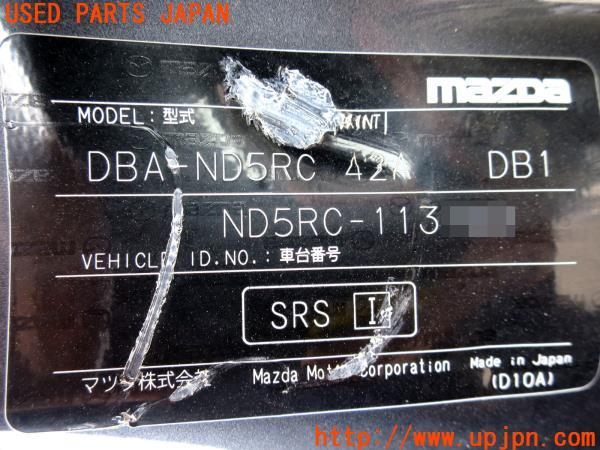 USED PARTS JAPAN
mazda
MODEL: 型式
DBA-ND5RC 42 DB1
ND5RC-113
VEHICLE ID.NO.: 車台番号
SRS I
マツダ株式会社 Mazda Motor Corporation Made in Japan
(D10A)
http://www.upjpn.com/